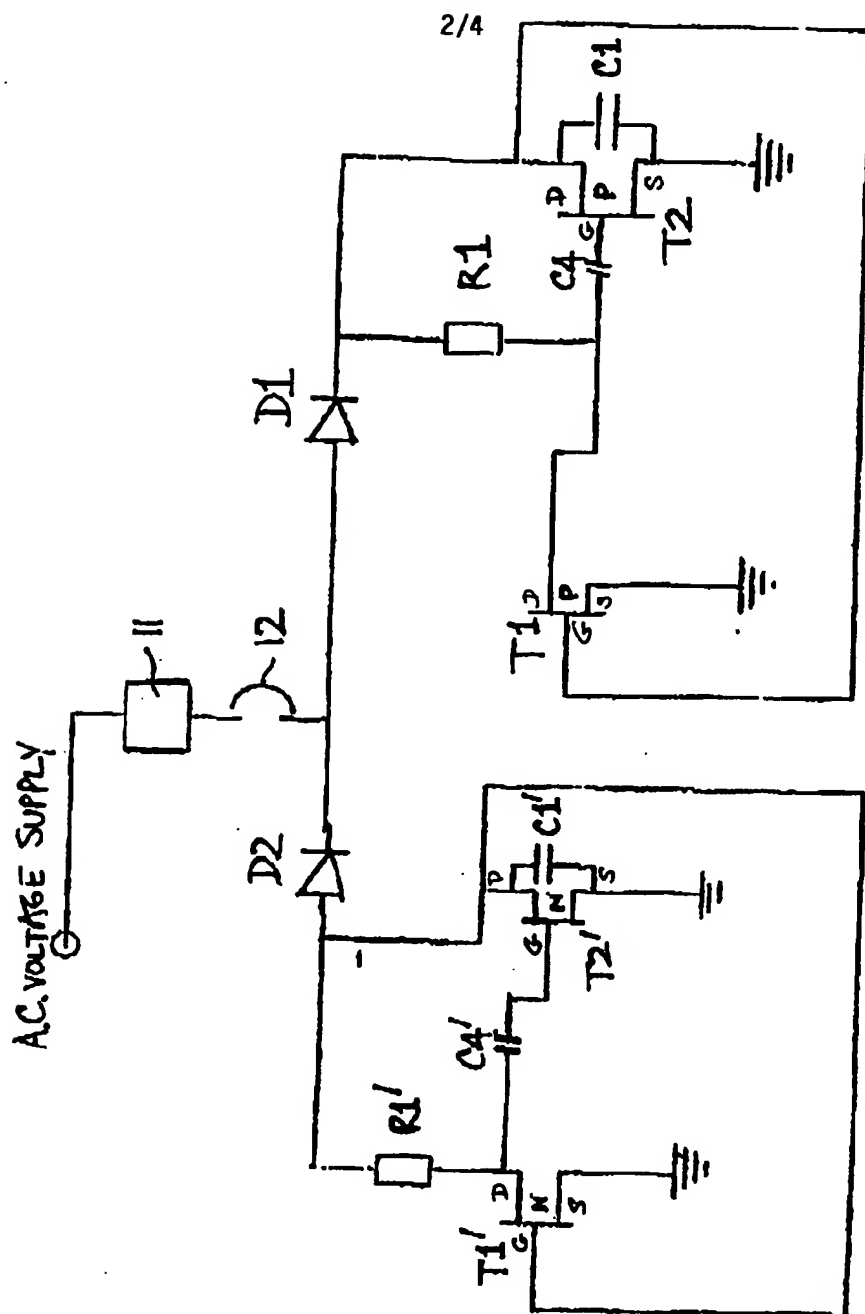 2/4
A.C. VOLTAGE SUPPLY
11
12
D2
D1
1
R1'
R1
C4'
C4
C1'
C1
T1'
D
G
N
S
T2'
D
G
N
S
T1
D
G
P
S
T2
D
G
P
S